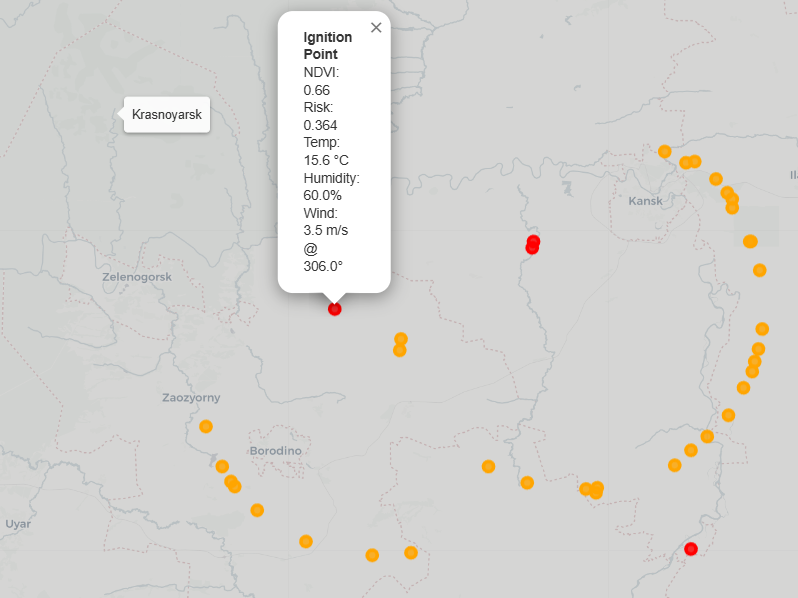 ×
Ignition
Point
NDVI:
0.66
Risk:
0.364
Temp:
15.6 °C
Humidity:
60.0%
Wind:
3.5 m/s
@
306.0°
Krasnoyarsk
Kansk
Zelenogorsk
Zaozyorny
Borodino
Uyar